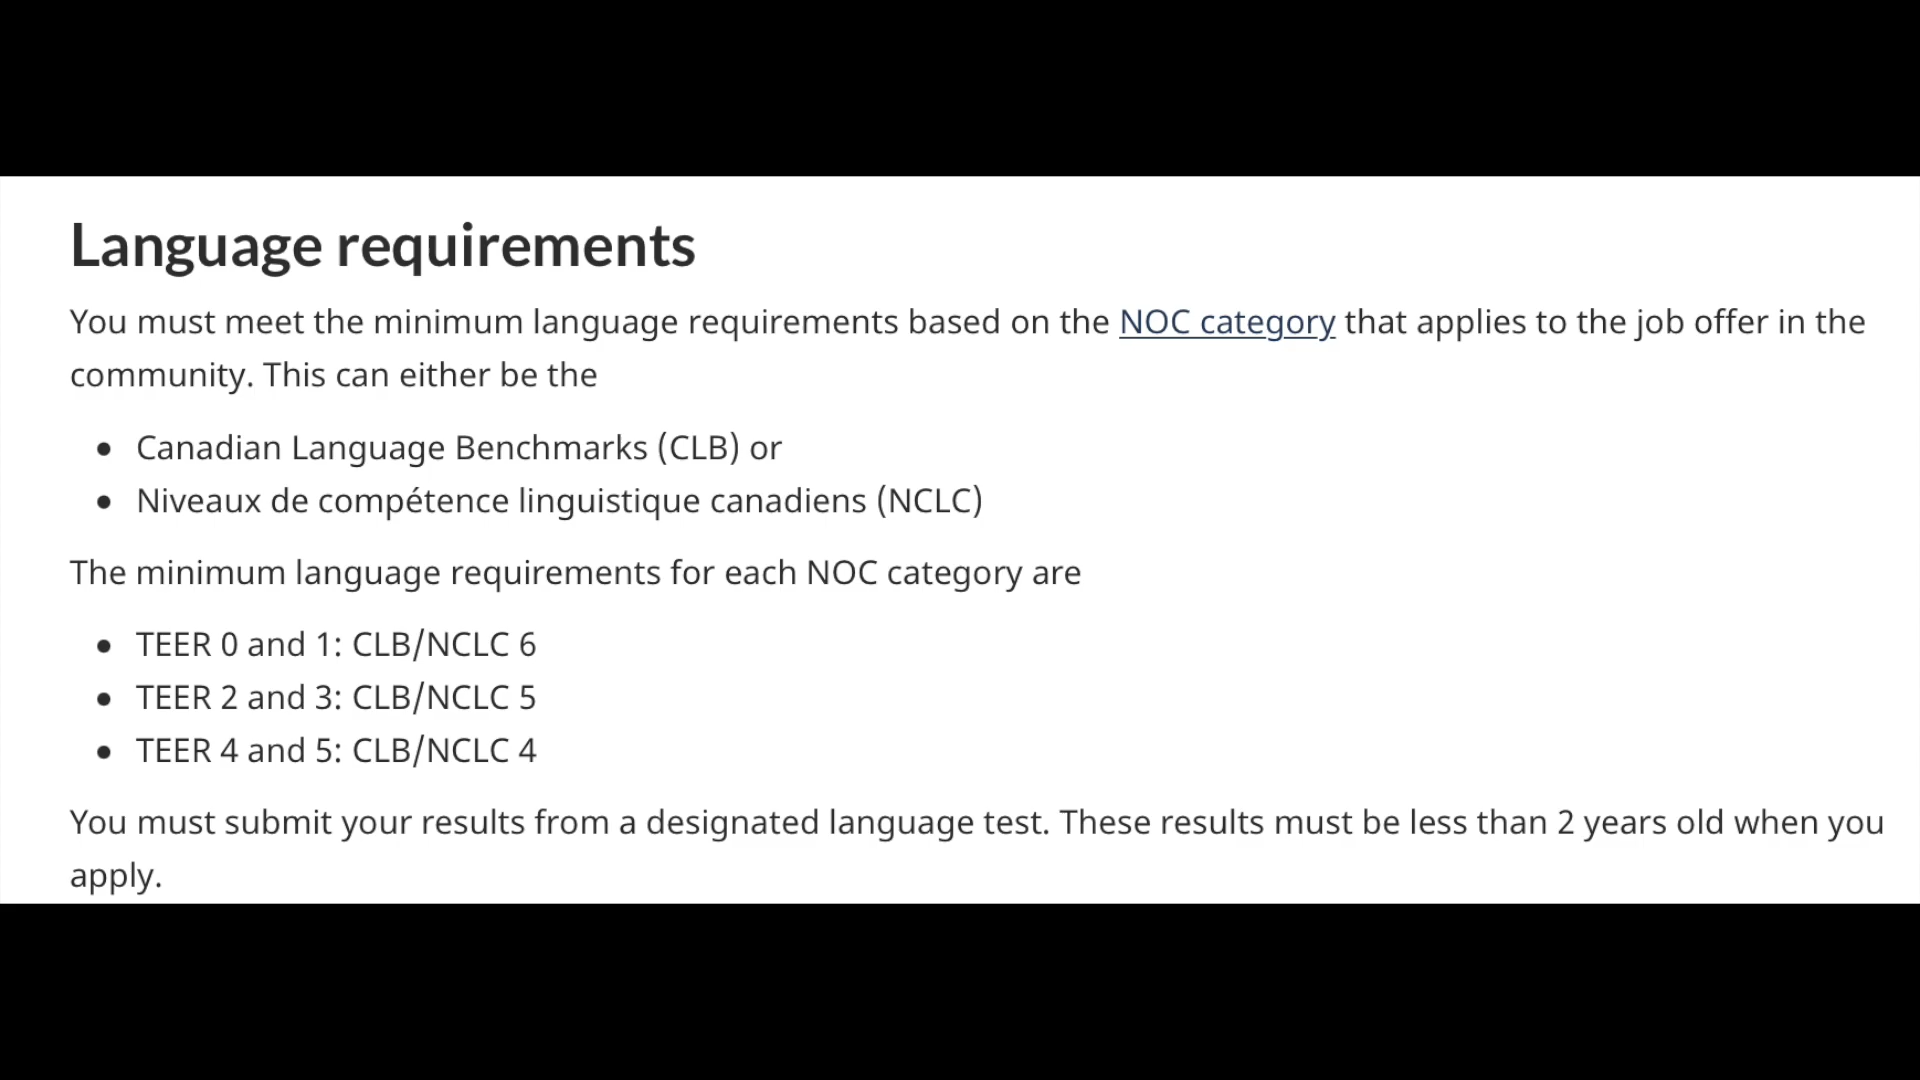 Language requirements
You must meet the minimum language requirements based on the NOC category that applies to the job offer in the
community. This can either be the
• Canadian Language Benchmarks (CLB) or
• Niveaux de compétence linguistique canadiens (NCLC)
The minimum language requirements for each NOC category are
• TEER 0 and 1: CLB/NCLC 6
• TEER 2 and 3: CLB/NCLC 5
• TEER 4 and 5: CLB/NCLC 4
You must submit your results from a designated language test. These results must be less than 2 years old when you
apply.